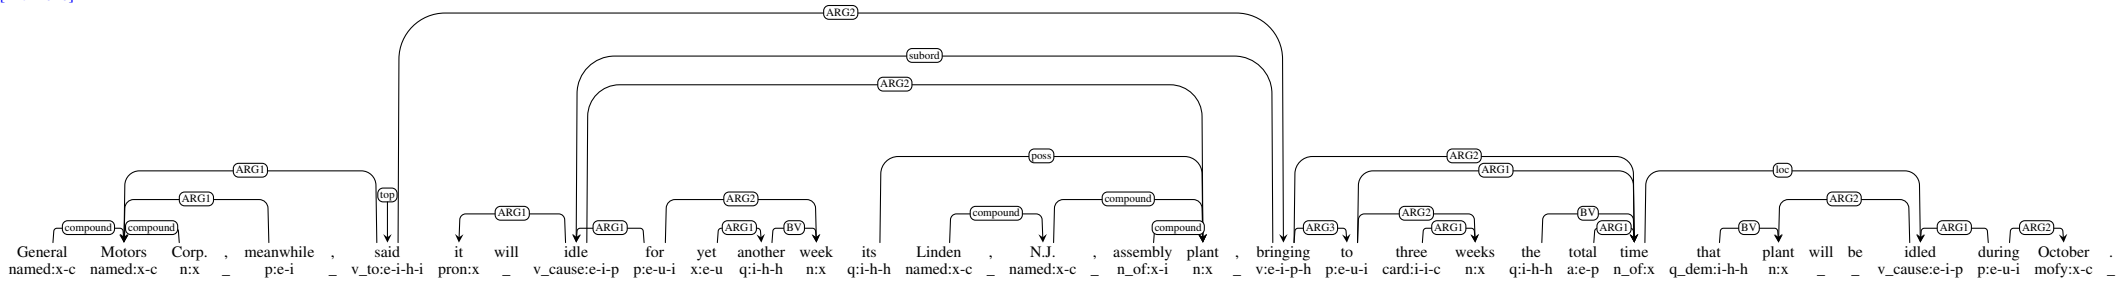 ARG2
subord
ARG2
poss ARG2
ARG1 ARG1 loc
top ARG1 ARG2 compound ARG2
ARG1 ARG2 BV
compound compound ARG1 ARG1 BV compound compound ARG3 ARG1 ARG1 BV ARG1 ARG2
General Motors Corp. , meanwhile , said it will idle for yet another week its Linden , N.J. , assembly plant , bringing to three weeks the total time that plant will be idled during October .
named:x-c named:x-c n:x _ p:e-i _ v_to:e-i-h-i pron:x _ v_cause:e-i-p p:e-u-i x:e-u q:i-h-h n:x q:i-h-h named:x-c _ named:x-c _ n_of:x-i n:x _ v:e-i-p-h p:e-u-i card:i-i-c n:x q:i-h-h a:e-p n_of:x q_dem:i-h-h n:x _ _ v_cause:e-i-p p:e-u-i mofy:x-c _